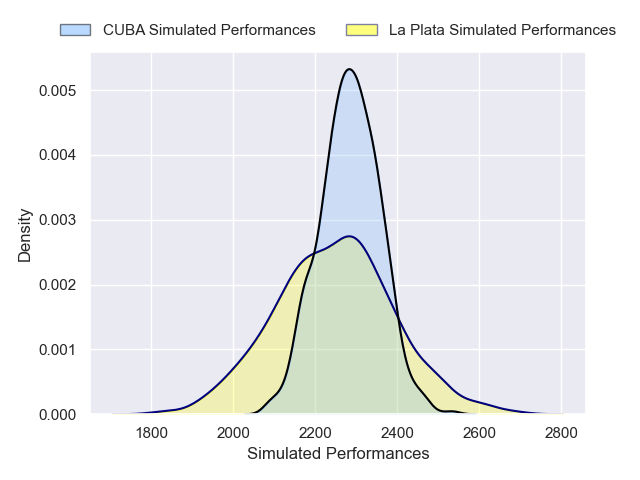 CUBA Simulated Performances La Plata Simulated Performances
0.005
0.004
0.003
0.002
0.001
0.000
Density
1800 2000 2200 2400 2600 2800
Simulated Performances